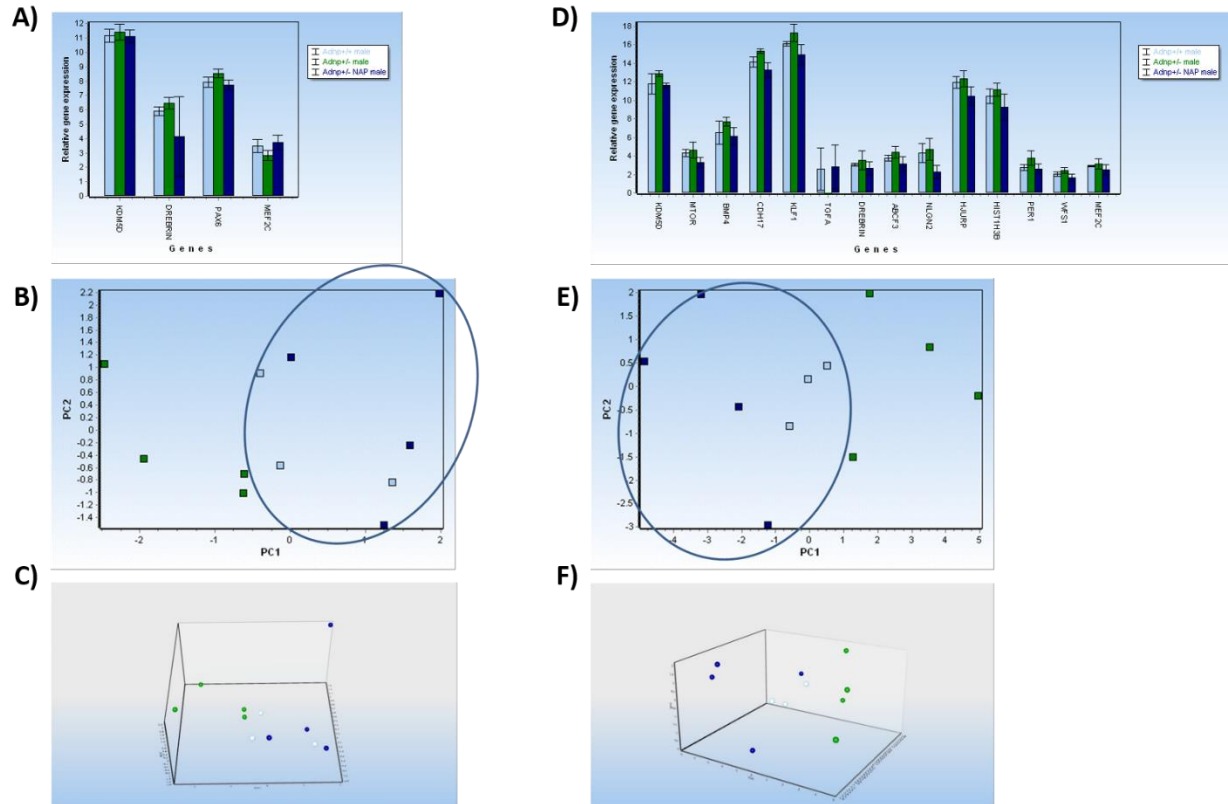 A)
12
11
10
9
8
7
6
5
4
3
2
1
0
Relative gene expression
Adnp+/+ male
Adnp+/- male
Adnp+/- NAP male
KDM5D
DREBRIN
PAX6
MEF2C
Genes
D)
18
16
14
12
10
8
6
4
2
0
Relative gene expression
Adnp+/+ male
Adnp+/- male
Adnp+/- NAP male
KDM5D
MTOR
BMP4
CDH17
KLF1
DREBRIN
ABCF3
NLGN2
HJURP
HIST1H3B
PER1
WFS1
MEF2C
Genes
B)
2.2
2
1.8
1.6
1.4
1.2
1
0.8
0.6
0.4
0.2
0
-0.2
-0.4
-0.6
-0.8
-1
-1.2
-1.4
PC2
-2
-1
0
1
2
PC1
E)
2
1.5
1
0.5
0
-0.5
-1
-1.5
-2
-2.5
-3
PC2
-4
-3
-2
-1
0
1
2
3
4
5
PC1
C)
F)